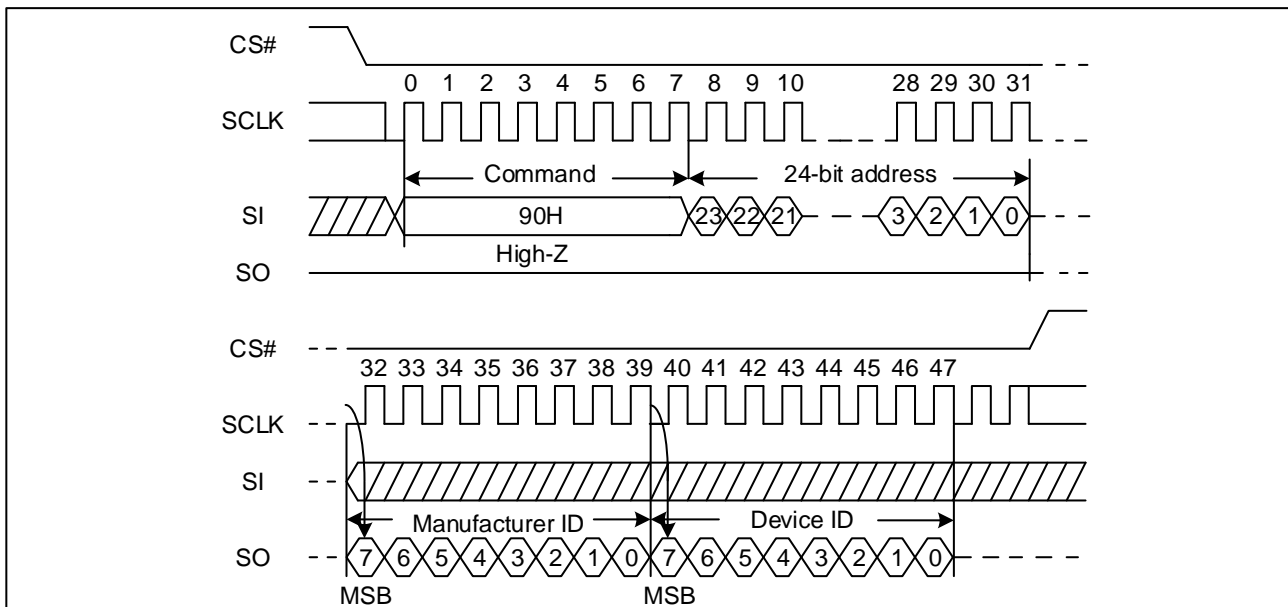 CS#
0 1 2 3 4 5 6 7 8 9 10 28 29 30 31
SCLK
Command 24-bit address
SI 90H 23 22 21 3 2 1 0
High-Z
SO
CS#
32 33 34 35 36 37 38 39 40 41 42 43 44 45 46 47
SCLK
SI
Manufacturer ID Device ID
SO 7 6 5 4 3 2 1 0 7 6 5 4 3 2 1 0
MSB MSB